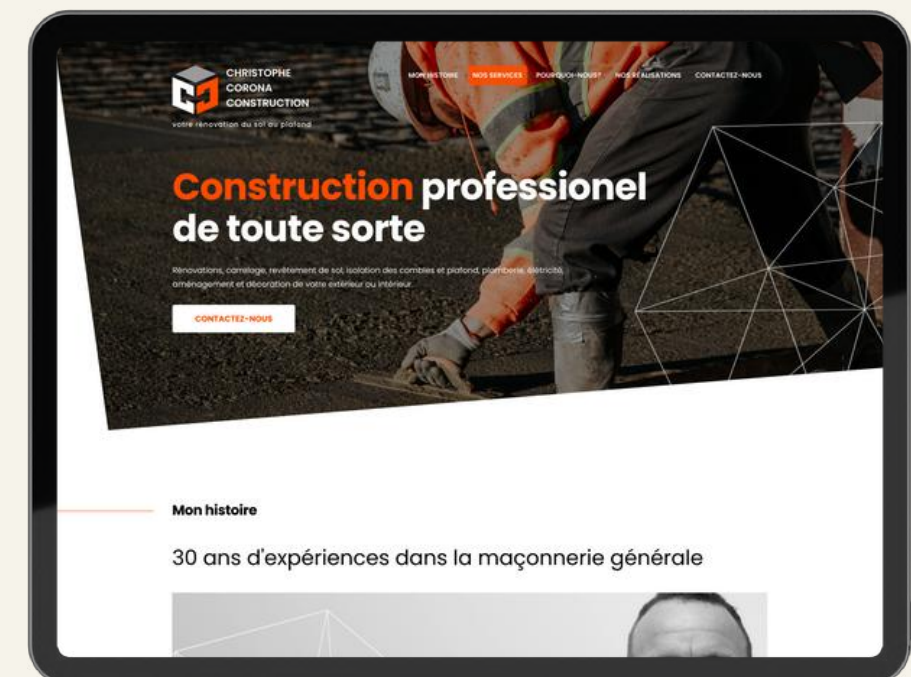 CHRISTOPHE
CORONA
CONSTRUCTION
votre rénovation du sol au plafond
MON HISTOIRE NOS SERVICES POURQUOI-NOUS? NOS RÉALISATIONS CONTACTEZ-NOUS
Construction professionel
de toute sorte
Rénovations, carrelage, revêtement de sol, isolation des combles et plafond, plomberie, élétricité,
aménagement et décoration de votre extérieur ou intérieur.
CONTACTEZ-NOUS
Mon histoire
30 ans d'expériences dans la maçonnerie générale